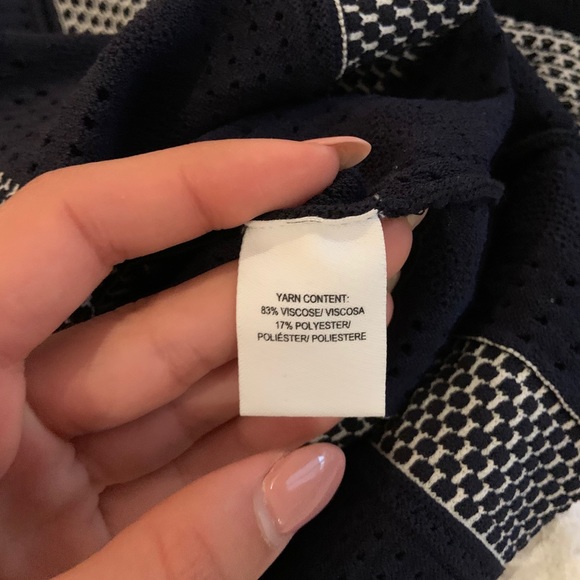 YARN CONTENT:
83% VISCOSE/ VISCOSA
17% POLYESTER/
POLIÉSTER/ POLIESTERE